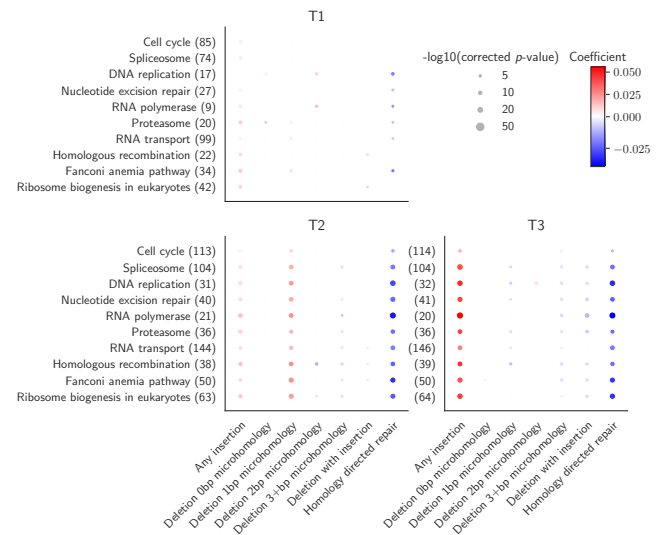 T1
Cell cycle (85)
Spliceosome (74)
DNA replication (17)
Nucleotide excision repair (27)
RNA polymerase (9)
Proteasome (20)
RNA transport (99)
Homologous recombination (22)
Fanconi anemia pathway (34)
Ribosome biogenesis in eukaryotes (42)
-log10(corrected p-value)
5
10
20
50
Coefficient
0.050
0.025
0.000
−0.025
T2
Cell cycle (113)
Spliceosome (104)
DNA replication (31)
Nucleotide excision repair (40)
RNA polymerase (21)
Proteasome (36)
RNA transport (144)
Homologous recombination (38)
Fanconi anemia pathway (50)
Ribosome biogenesis in eukaryotes (63)
Any insertion
Deletion 0bp microhomology
Deletion 1bp microhomology
Deletion 2bp microhomology
Deletion 3+bp microhomology
Deletion with insertion
Homology directed repair
T3
(114)
(104)
(32)
(41)
(20)
(36)
(146)
(39)
(50)
(64)
Any insertion
Deletion 0bp microhomology
Deletion 1bp microhomology
Deletion 2bp microhomology
Deletion 3+bp microhomology
Deletion with insertion
Homology directed repair